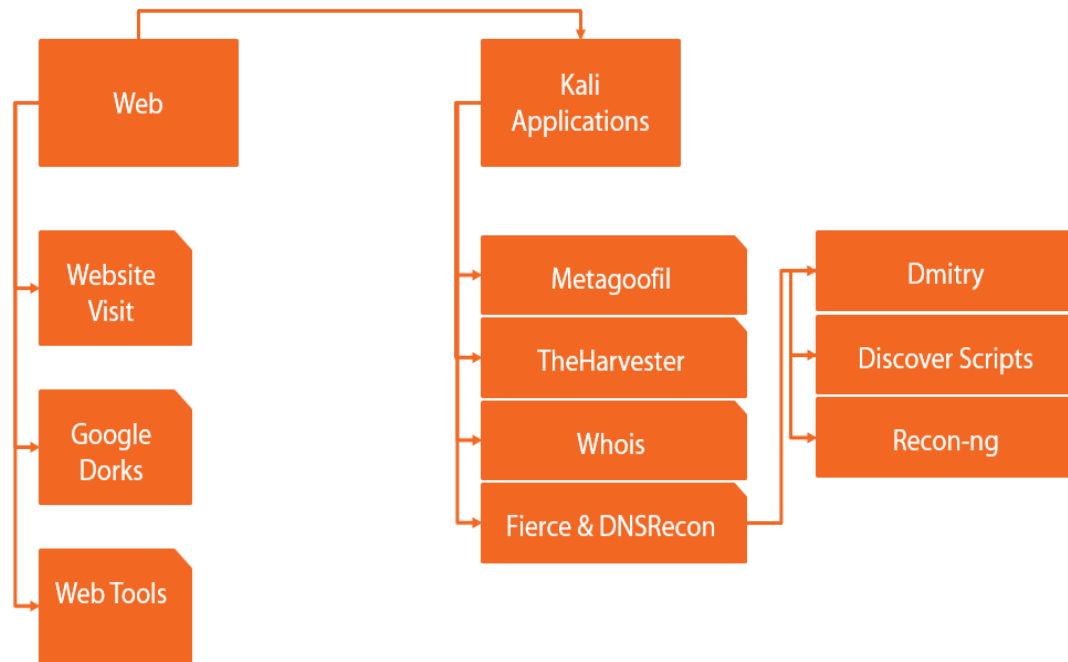 Web
Kali
Applications
Website
Visit
Google
Dorks
Web Tools
Metagoofil
TheHarvester
Whois
Fierce & DNSRecon
Dmitry
Discover Scripts
Recon-ng